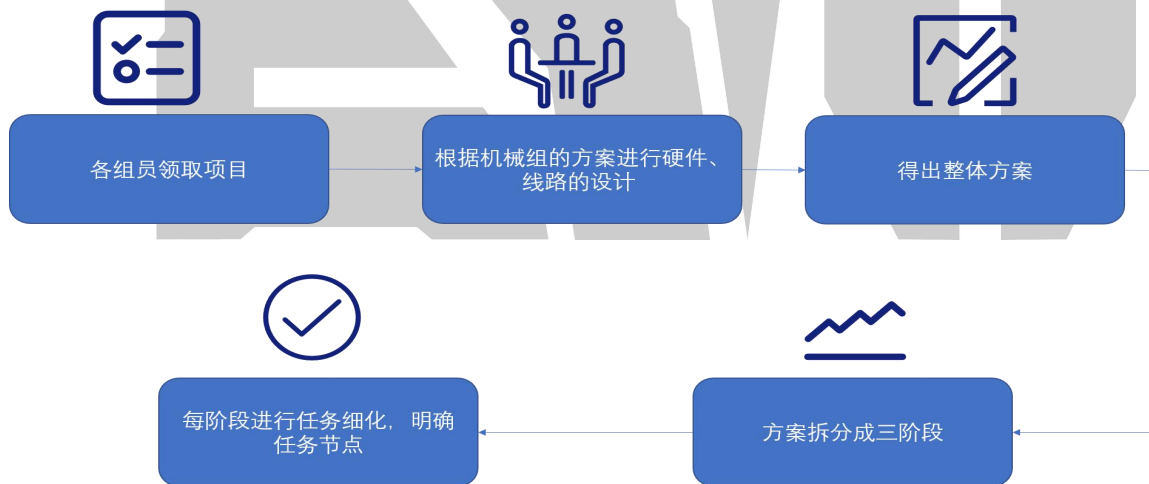 各组员领取项目
根据机械组的方案进行硬件、
线路的设计
得出整体方案
方案拆分成三阶段
每阶段进行任务细化，明确
任务节点